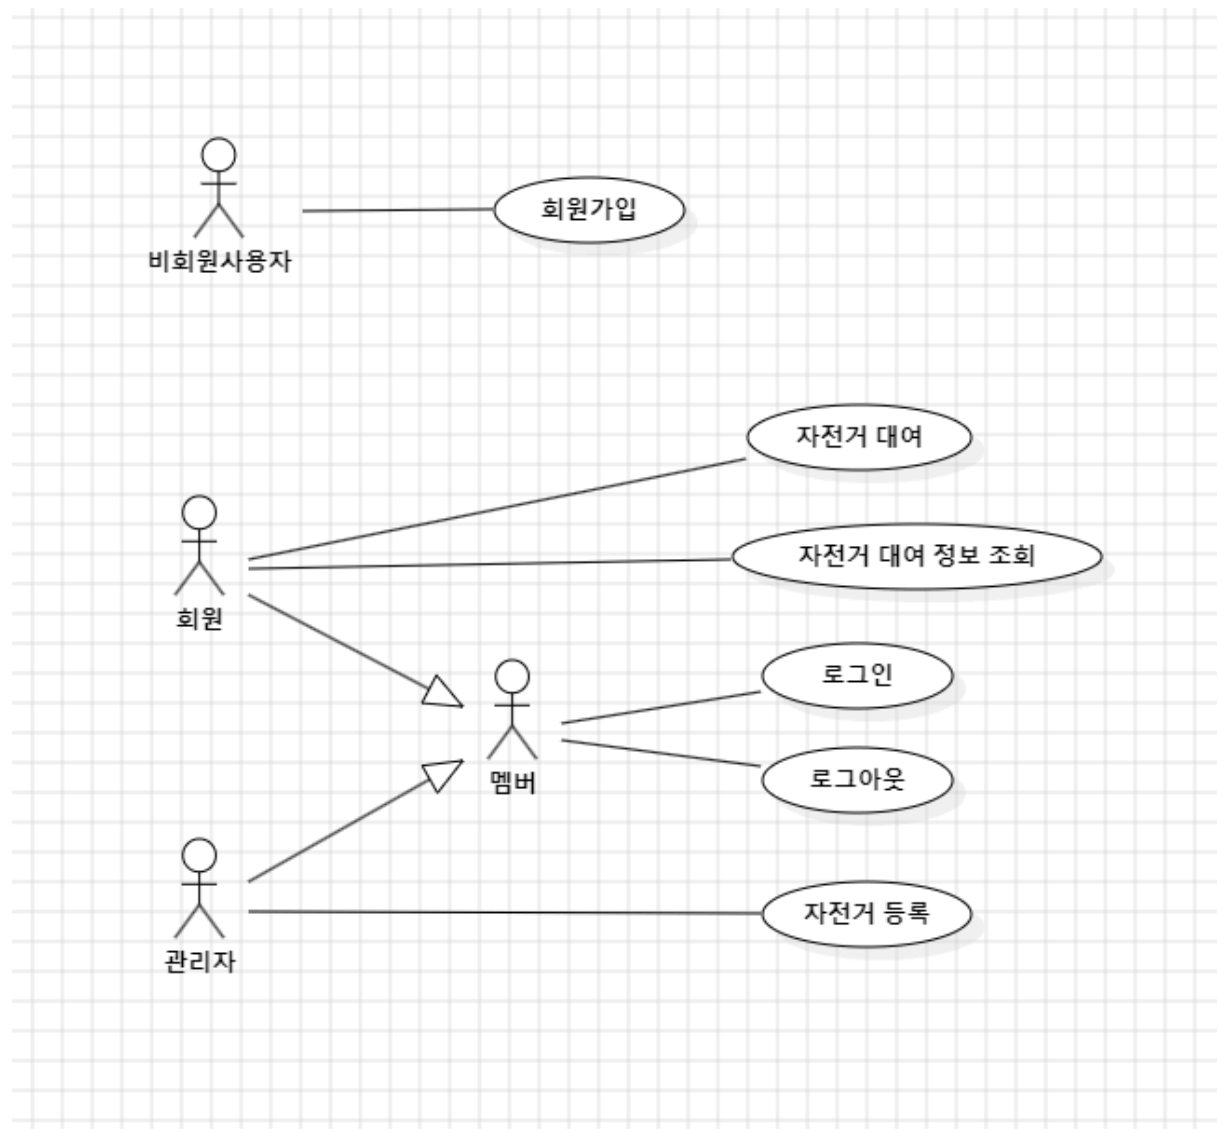 회원가입
비회원사용자
자전거 대여
자전거 대여 정보 조회
회원
로그인
멤버
로그아웃
자전거 등록
관리자